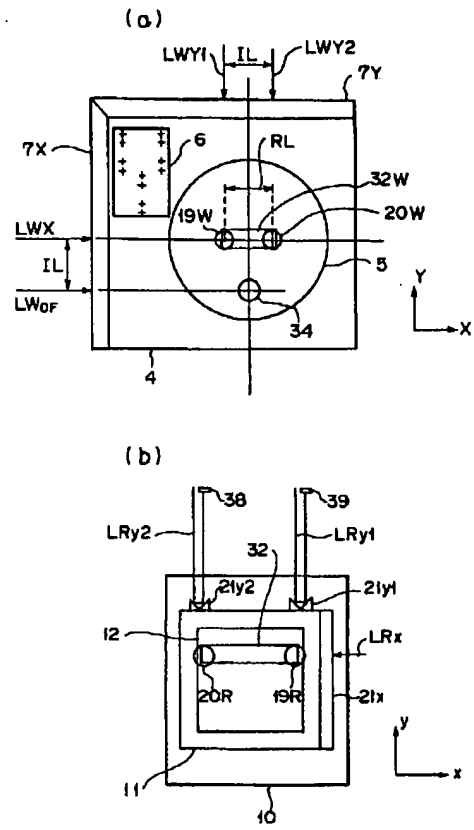 (a)
LWY1
IL
LWY2
7Y
7X
6
RL
32W
19W
20W
LWX
IL
5
Y
LWOF
34
X
4
(b)
38
39
LRy2
LRy1
32
21y2
21y1
12
LRx
20R
19R
21x
y
11
x
10